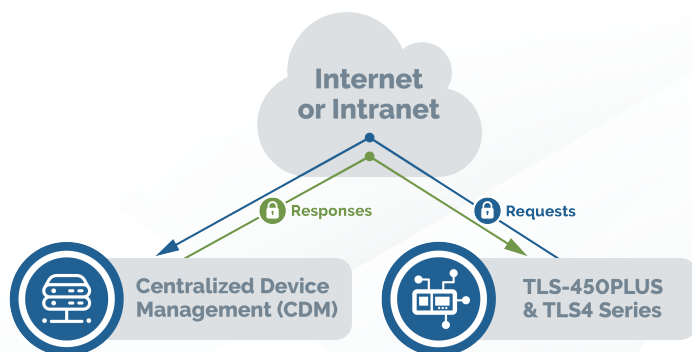 Internet
or Intranet
Responses
Requests
Centralized Device
Management (CDM)
TLS-450PLUS
& TLS4 Series